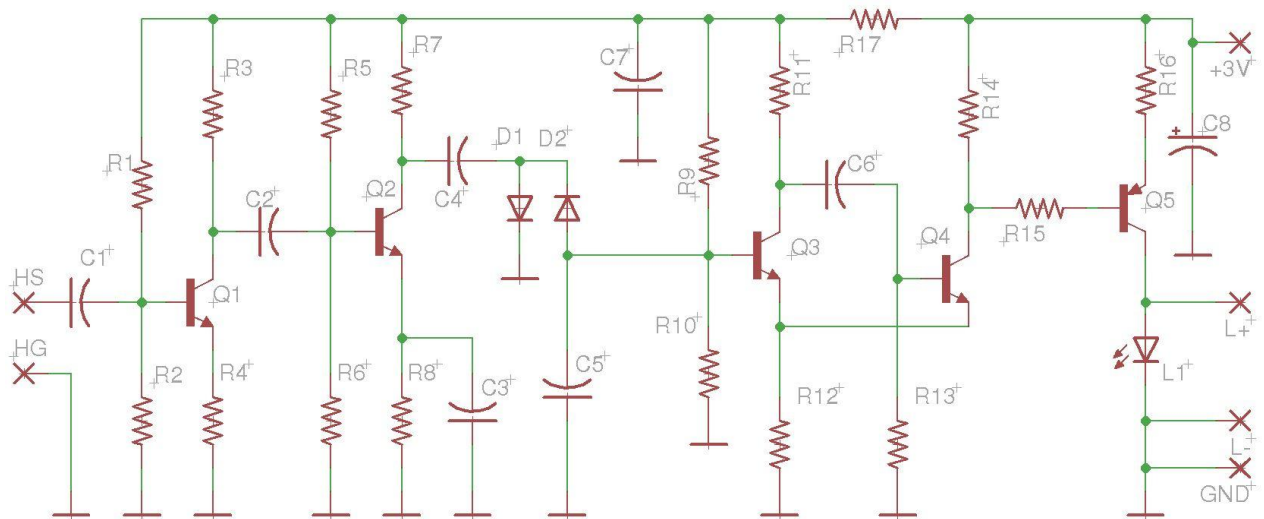 R3
R5
R7
C7
R11
R17
R14
R16
+3V
C8
R1
C2
Q2
C4
D1
D2
R9
C6
Q3
Q4
R15
Q5
HS
C1
Q1
HG
R2
R4
R6
R8
C3
C5
R10
R12
R13
L+
L1
L-
GND
+